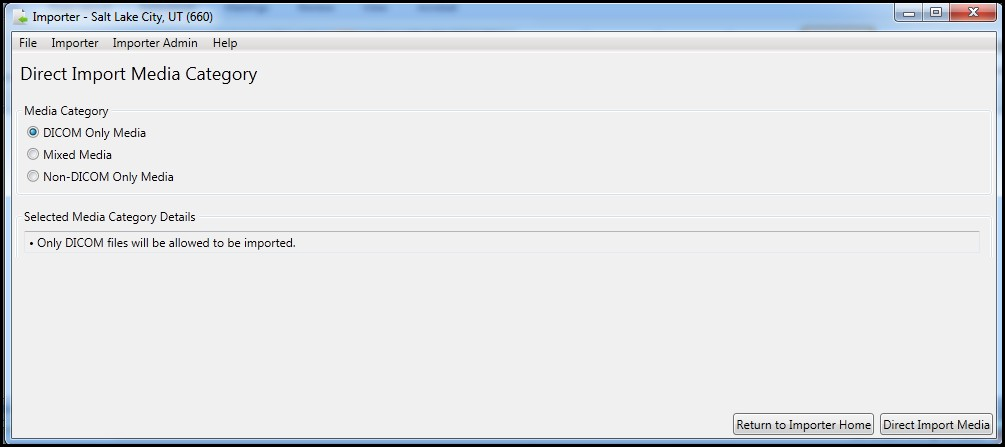 Importer - Salt Lake City, UT (660)
File Importer Importer Admin Help
Direct Import Media Category
Media Category
DICOM Only Media
Mixed Media
Non-DICOM Only Media
Selected Media Category Details
• Only DICOM files will be allowed to be imported.
Return to Importer Home Direct Import Media